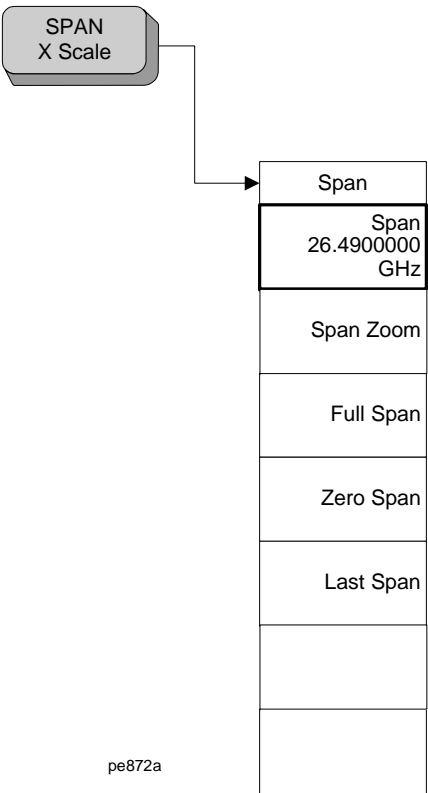 SPAN
X Scale
Span
Span
26.4900000
GHz
Span Zoom
Full Span
Zero Span
Last Span
pe872a